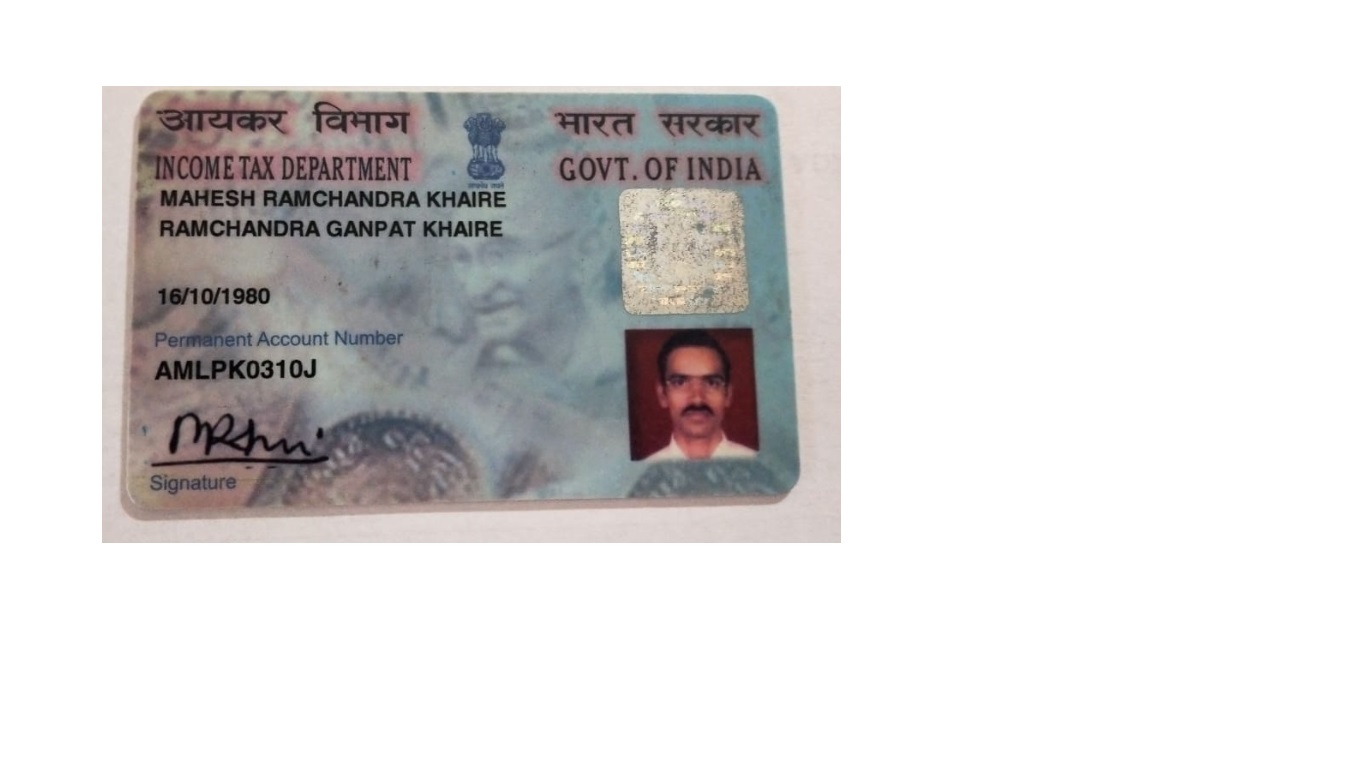 आयकर विभाग
भारत सरकार
INCOME TAX DEPARTMENT
GOVT. OF INDIA
MAHESH RAMCHANDRA KHAIRE
RAMCHANDRA GANPAT KHAIRE
16/10/1980
Permanent Account Number
AMLPK0310J
Signature